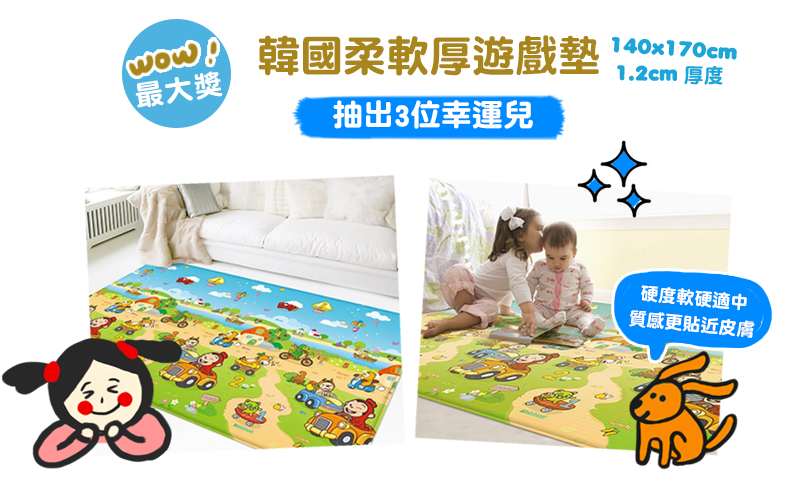 wow!
最大獎
韓國柔軟厚遊戲墊
140x170cm
1.2cm 厚度
抽出3位幸運兒
硬度軟硬適中
質感更貼近皮膚